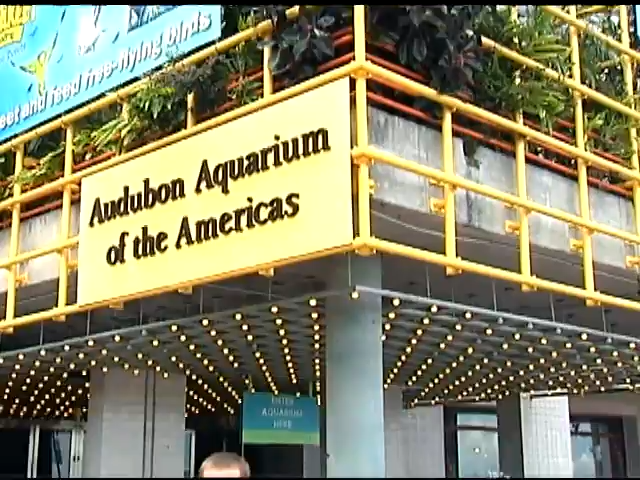 eet and feed free-flying birds
Audubon Aquarium
of the Americas
ENTER
AQUARIUM
HERE